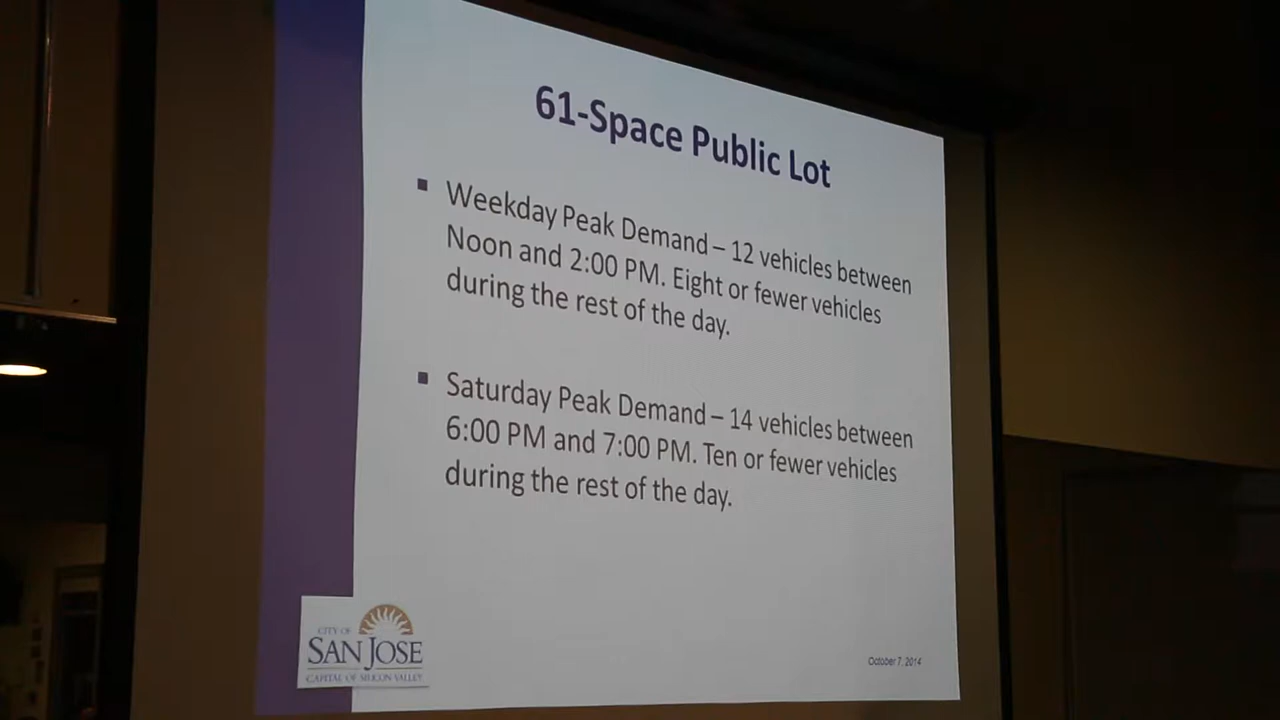 61-Space Public Lot
▪ Weekday Peak Demand – 12 vehicles between
Noon and 2:00 PM. Eight or fewer vehicles
during the rest of the day.
▪ Saturday Peak Demand – 14 vehicles between
6:00 PM and 7:00 PM. Ten or fewer vehicles
during the rest of the day.
CITY OF
SAN JOSE
CAPITAL OF SILICON VALLEY
October 7, 2014